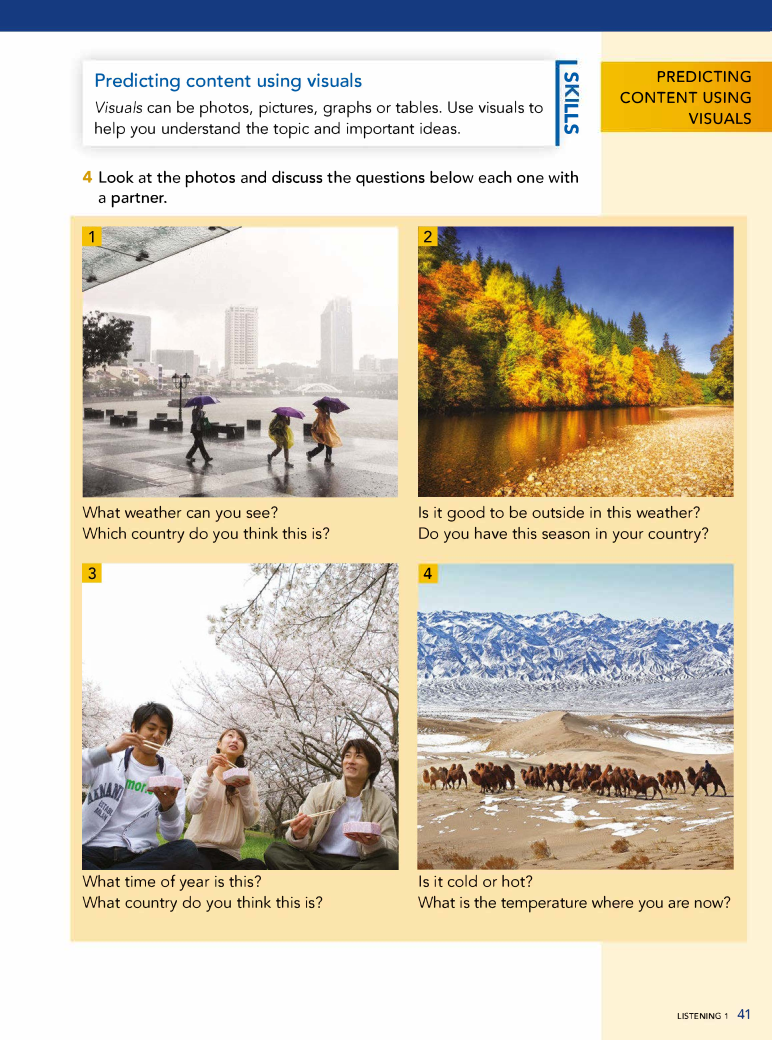 Predicting content using visuals
Visuals can be photos, pictures, graphs or tables. Use visuals to
help you understand the topic and important ideas.
SKILLS
PREDICTING
CONTENT USING
VISUALS
4 Look at the photos and discuss the questions below each one with
a partner.
1
What weather can you see?
Which country do you think this is?
2
Is it good to be outside in this weather?
Do you have this season in your country?
3
What time of year is this?
What country do you think this is?
4
Is it cold or hot?
What is the temperature where you are now?
LISTENING 1 41